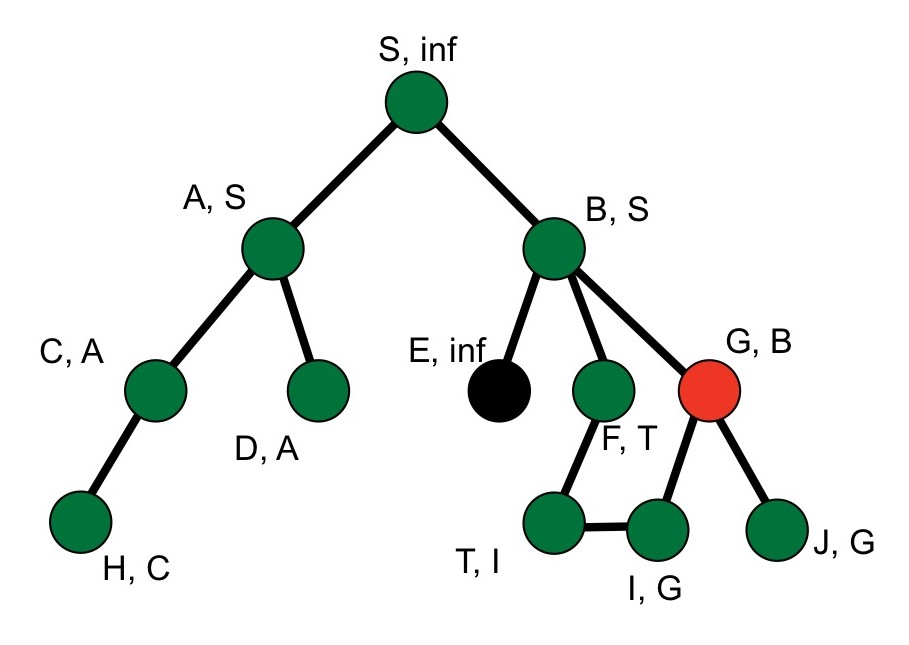 S, inf
A, S
B, S
C, A
E, inf
G, B
D, A
F, T
H, C
T, I
I, G
J, G